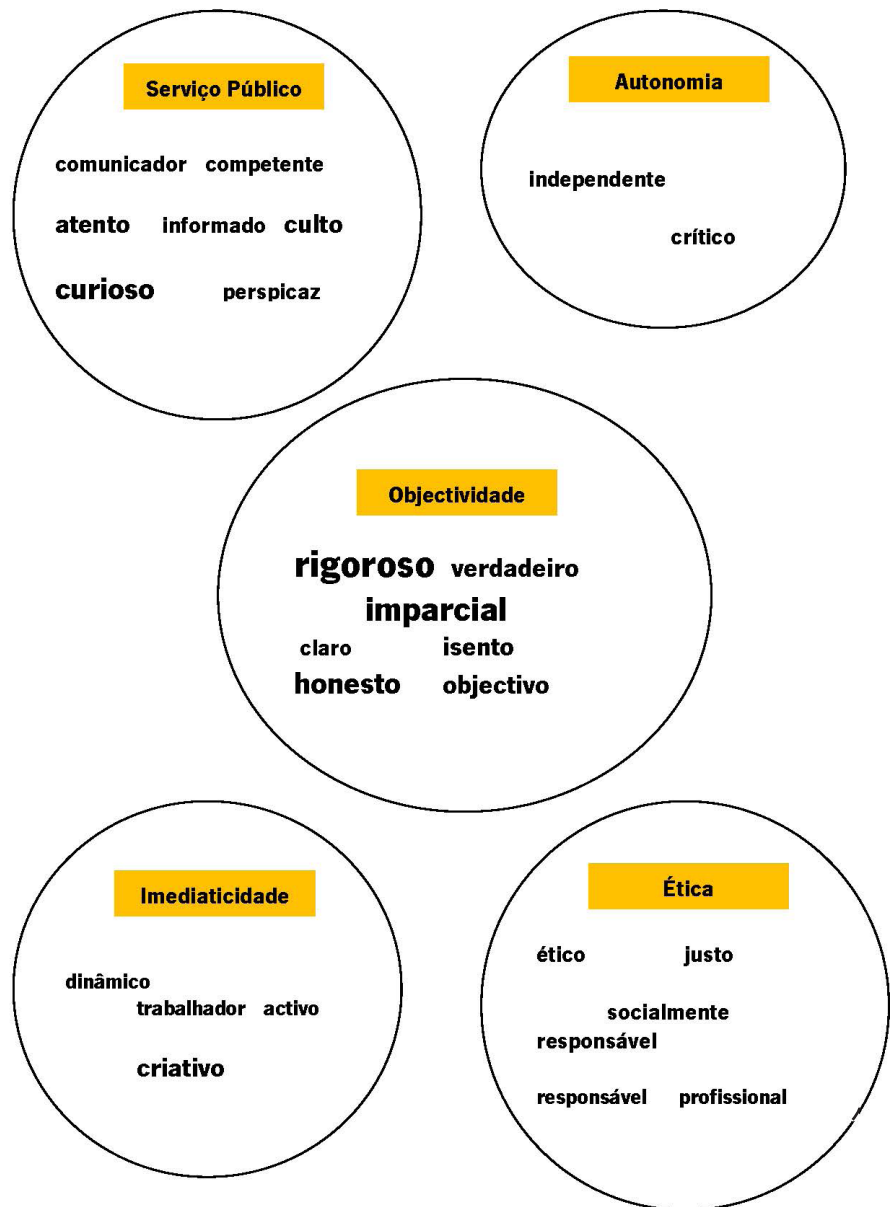 Serviço Público
comunicador competente
atento informado culto
curioso perspicaz
Autonomia
independente
crítico
Objectividade
rigoroso verdadeiro
imparcial
claro isento
honesto objectivo
Imediaticidade
dinâmico
trabalhador activo
criativo
Ética
ético justo
socialmente
responsável
responsável profissional